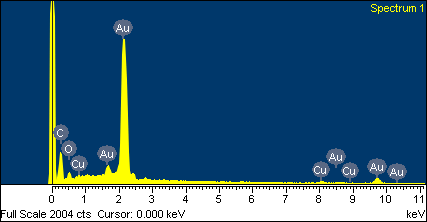 Spectrum 1
Au
C
O
Cu
Au
Cu
Au
Cu
Au
Au
0 1 2 3 4 5 6 7 8 9 10 11
Full Scale 2004 cts Cursor: 0.000 keV keV